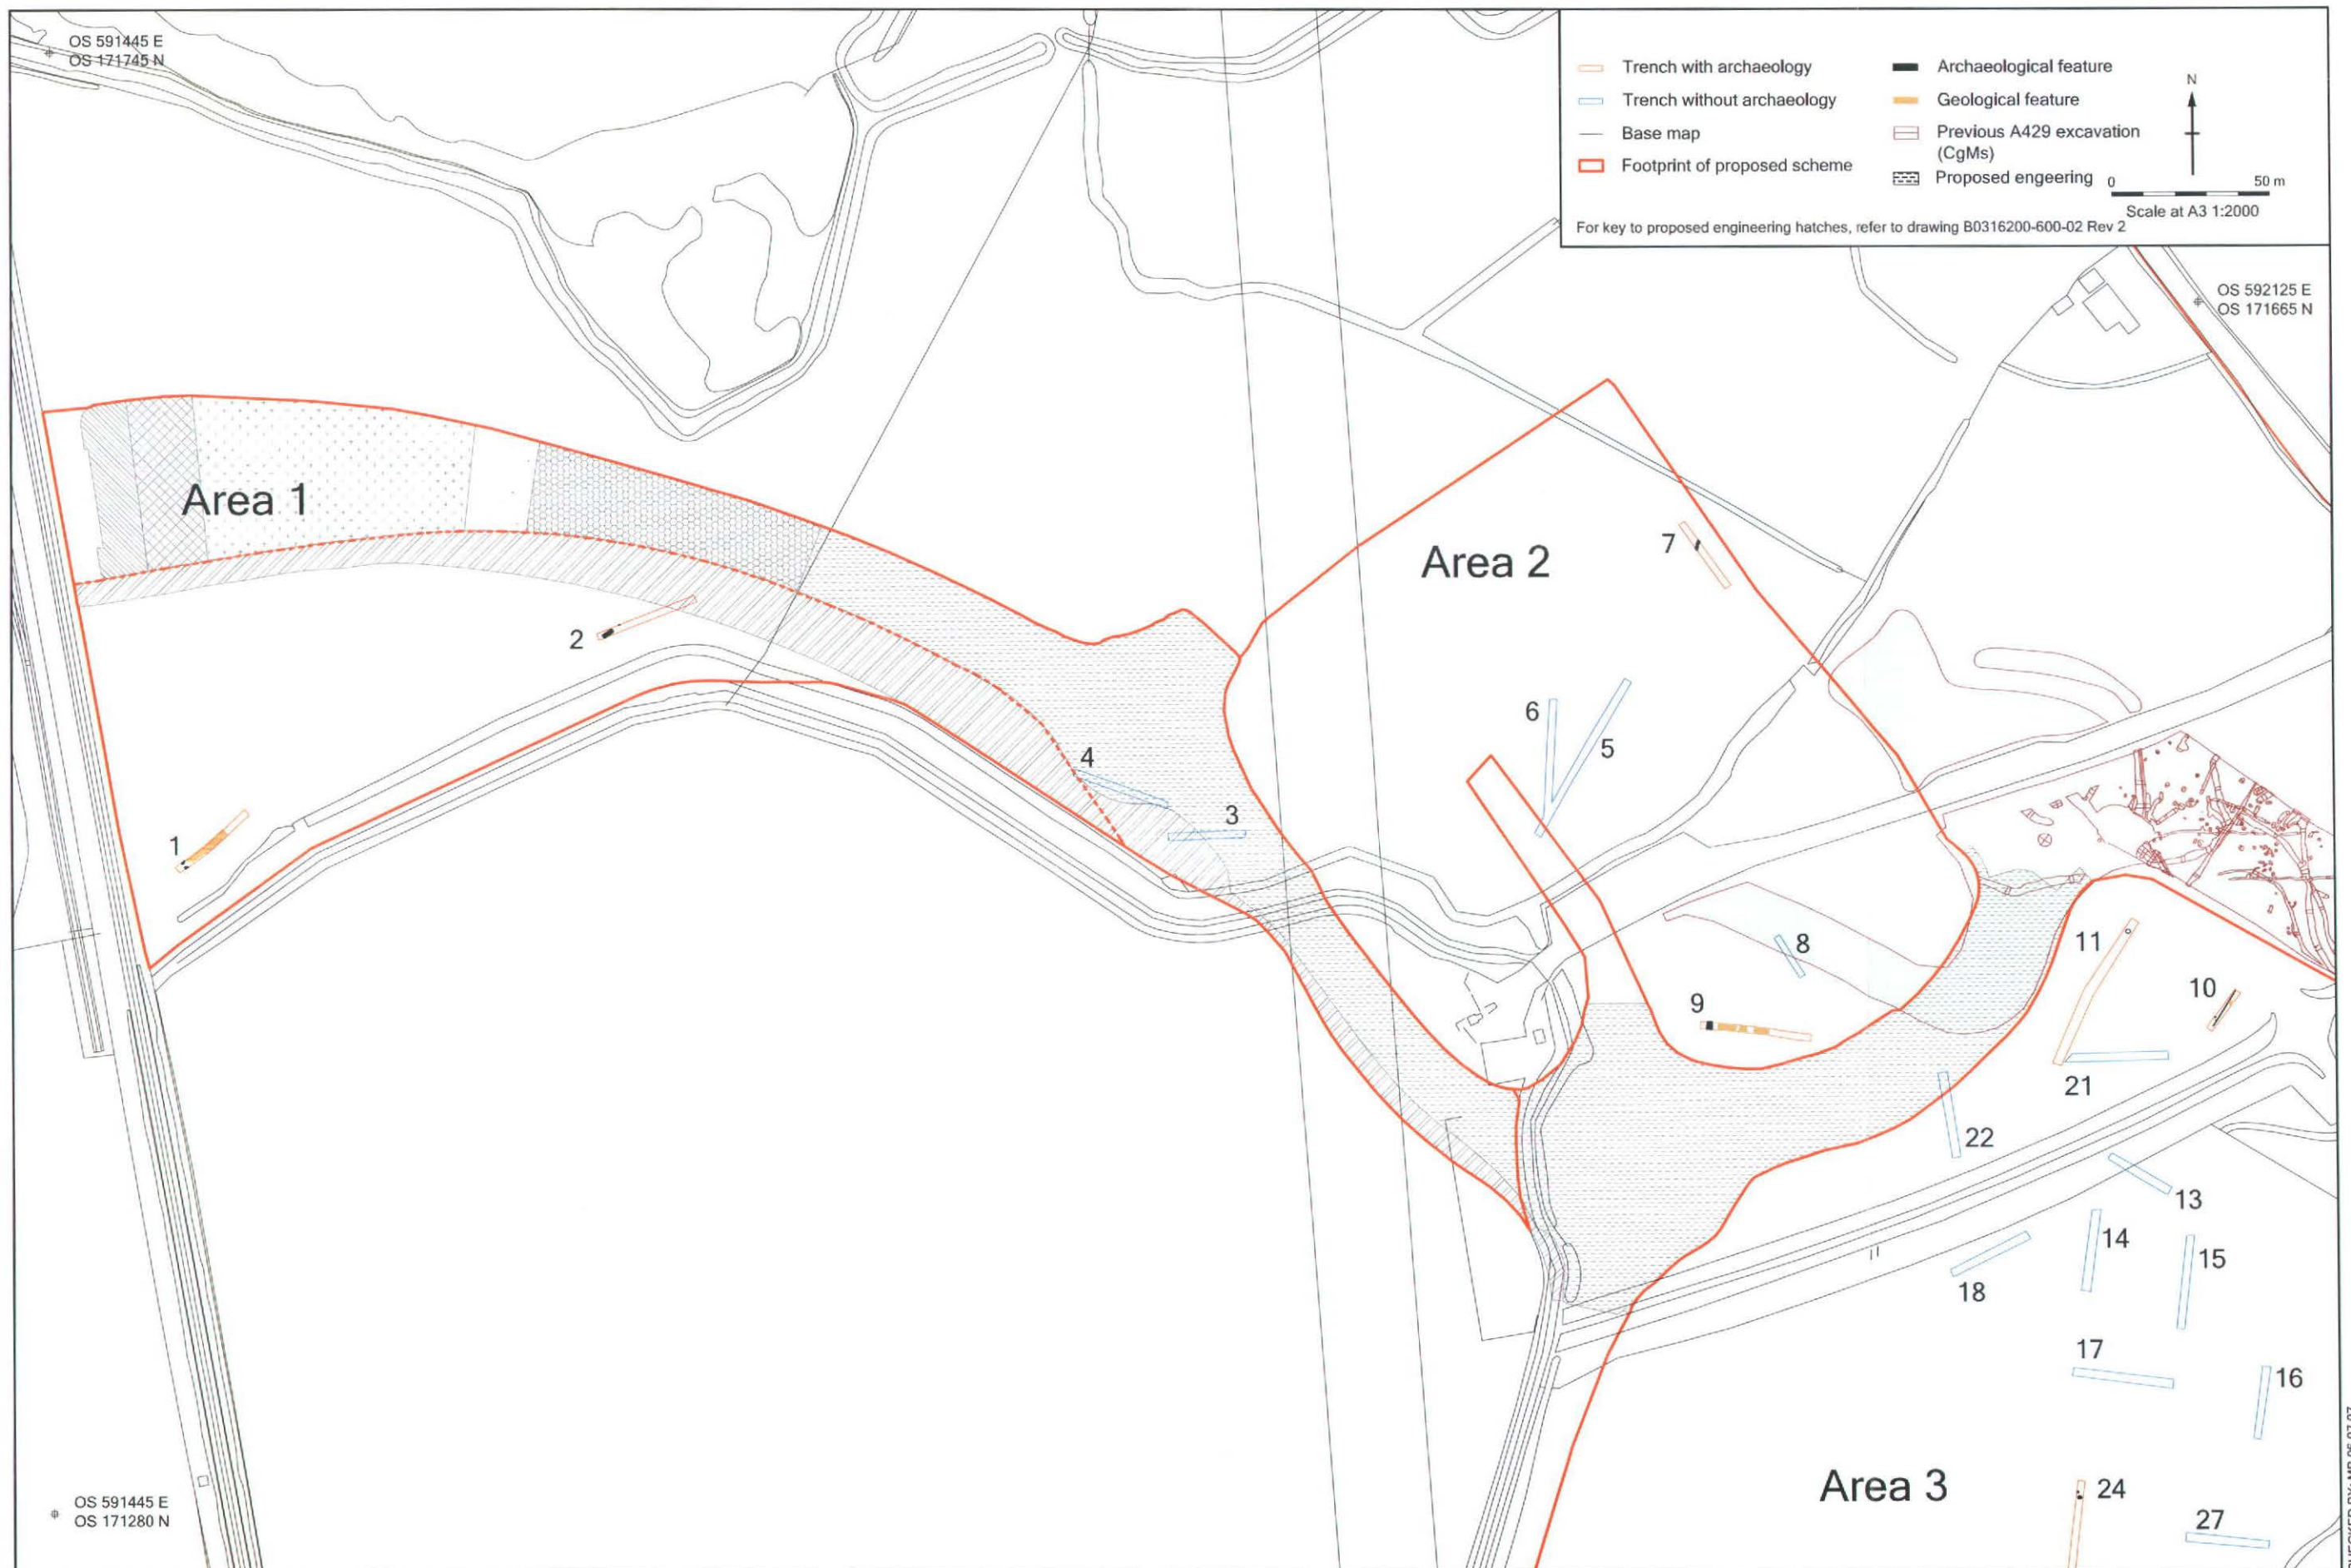 OS 591445 E
OS 171745 N
Trench with archaeology
Trench without archaeology
Base map
Footprint of proposed scheme
Archaeological feature
Geological feature
Previous A429 excavation
(CgMs)
Proposed engeering
N
0 50 m
Scale at A3 1:2000
For key to proposed engineering hatches, refer to drawing B0316200-600-02 Rev 2
OS 592125 E
OS 171665 N
Area 1
Area 2
7
2
6
5
4
3
1
8
11
9
10
21
22
13
14
15
18
17
16
Area 3
24
27
OS 591445 E
OS 171280 N